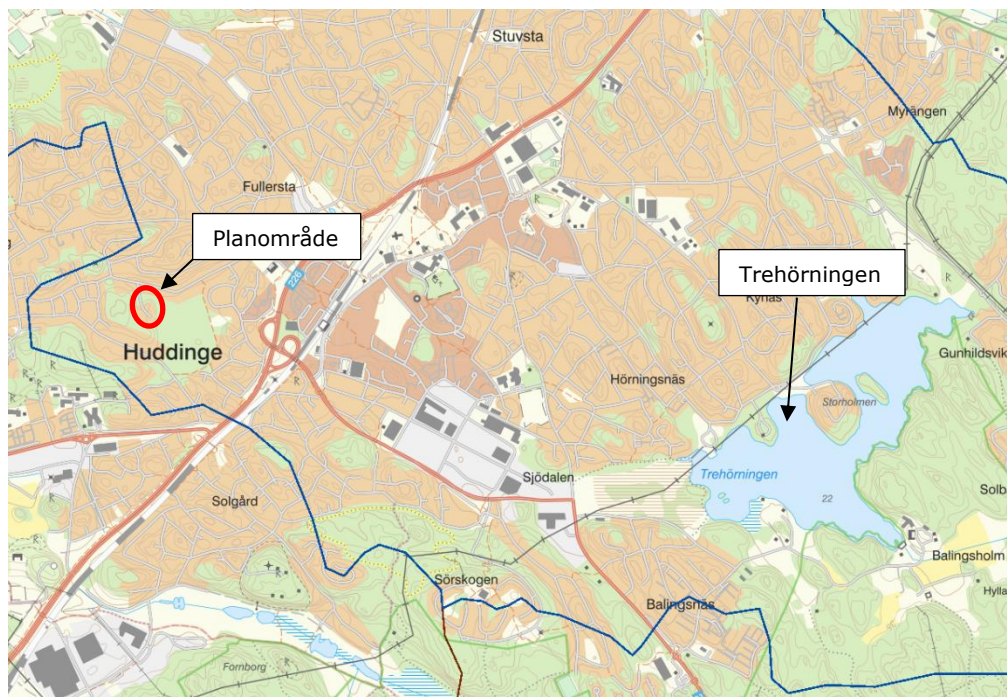 Stuvsta
Myrängen
Fullersta
Planområde
Trehörningen
226
Kynäs
Huddinge
Gunhildsvik
Hörningsnäs
Storholmen
Sjödalen
Trehörningen
Solb
22
Solgård
Balingsholm
Sörskogen
Hylla
Balingsnäs
Fornborg